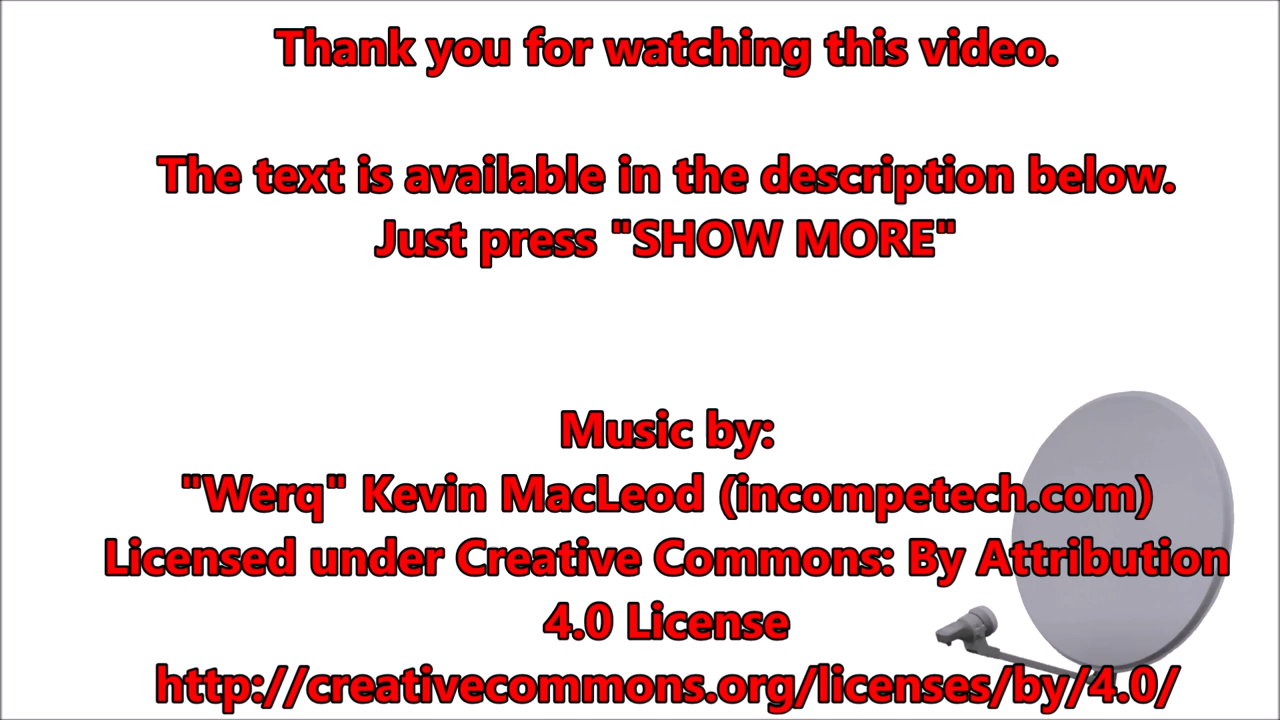 Thank you for watching this video.
The text is available in the description below.
Just press "SHOW MORE"
Music by:
"Werq" Kevin MacLeod (incompetech.com)
Licensed under Creative Commons: By Attribution
4.0 License
http://creativecommons.org/licenses/by/4.0/